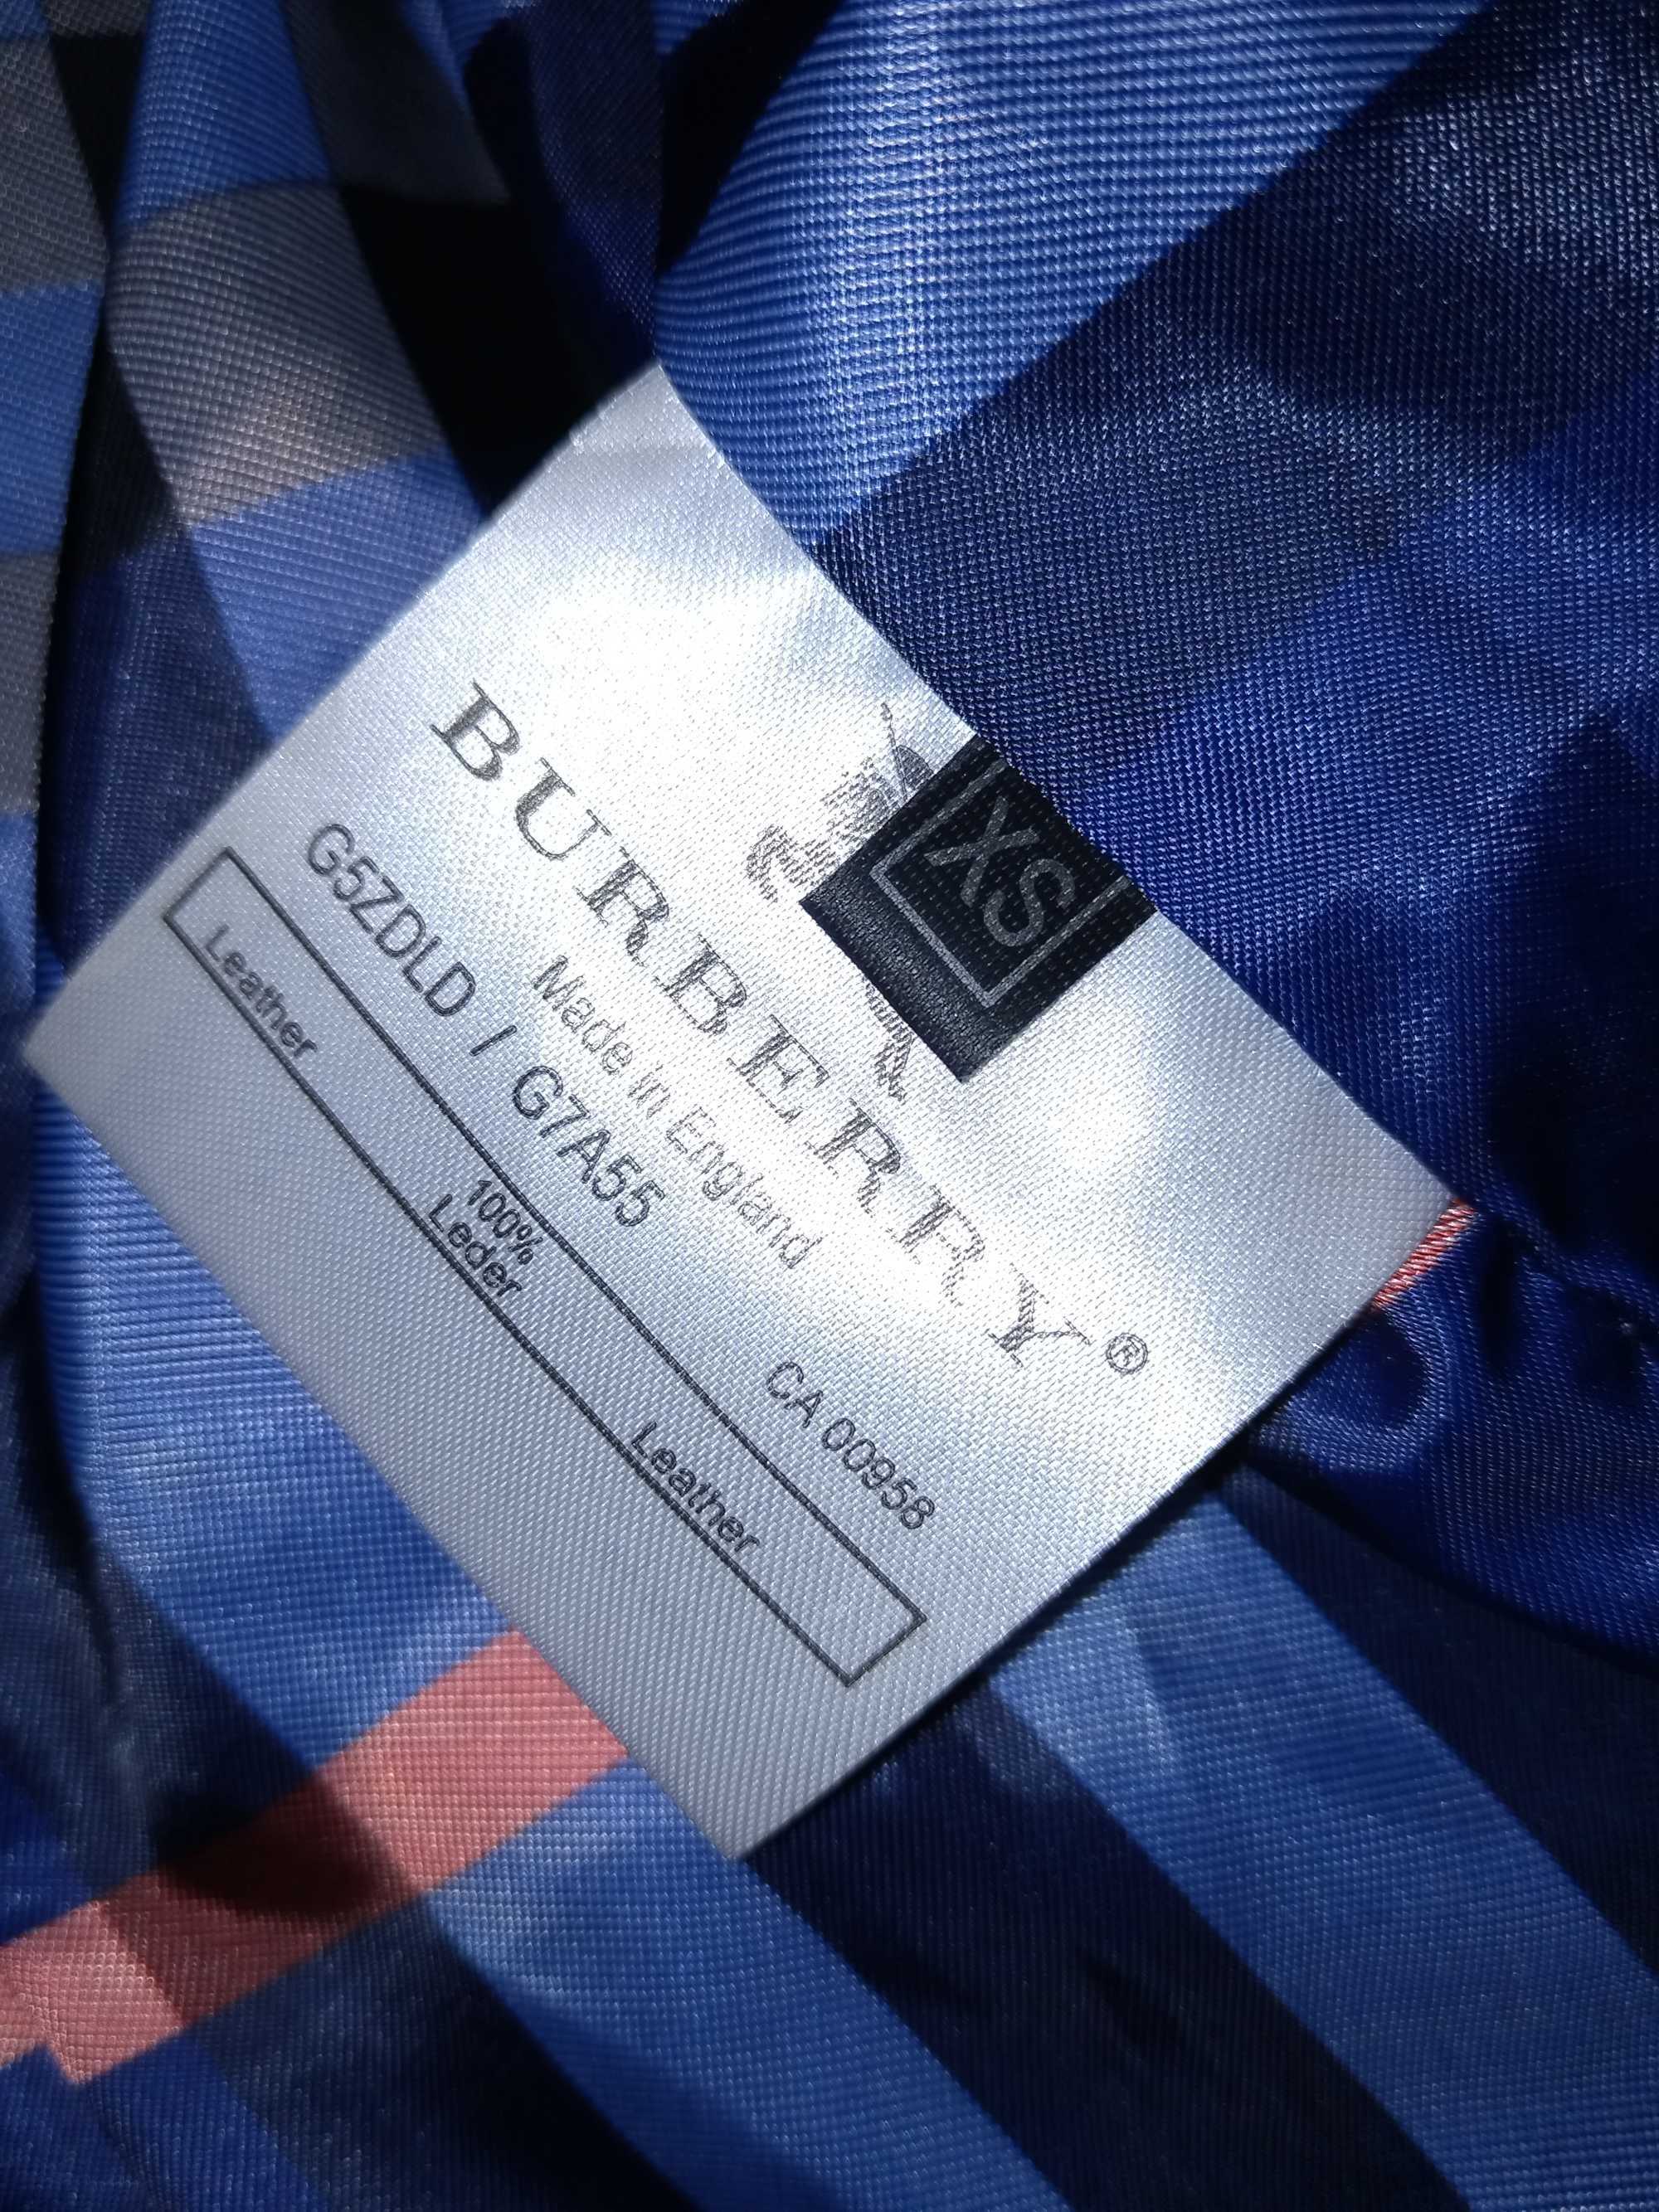 XS
BURBERRY®
Made in England
G5ZDLD / G7A55 CA 00958
100%
Leather Leder Leather